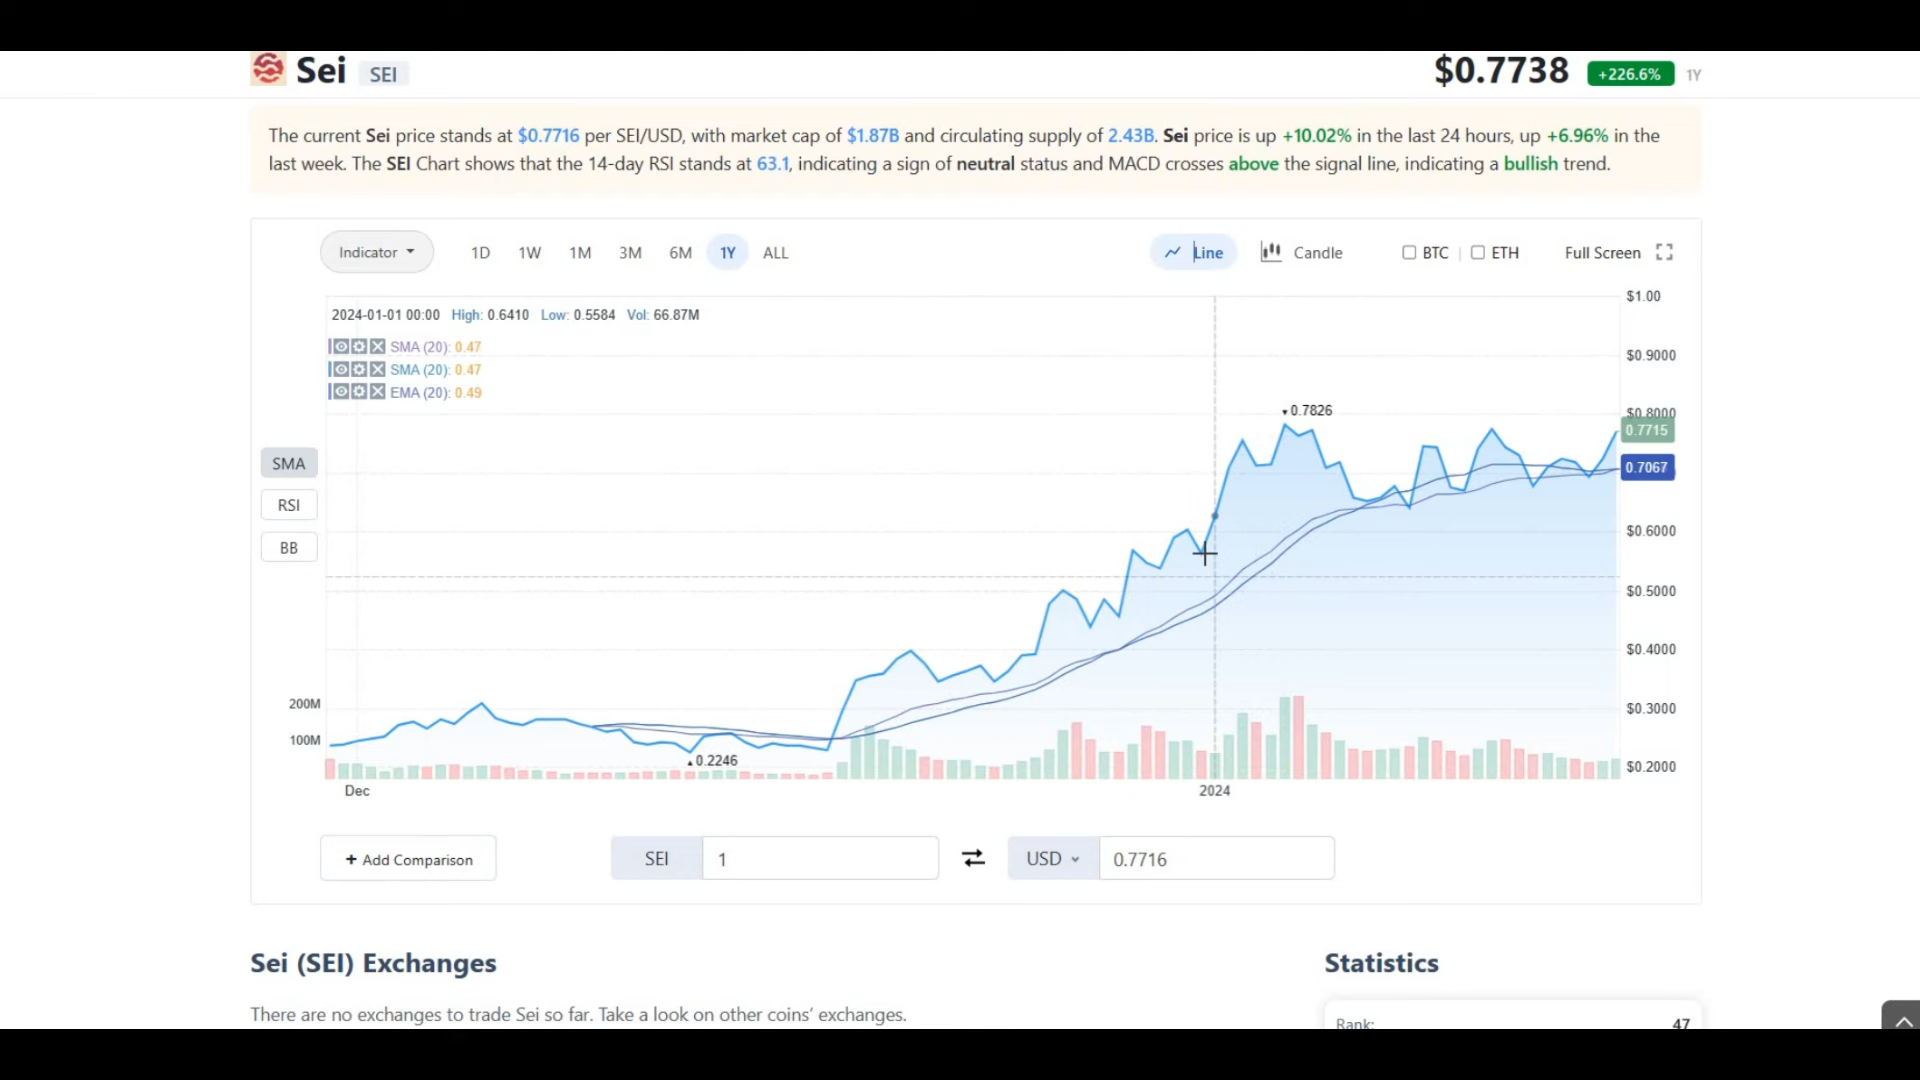 Sei SEI $0.7738 +226.6% 1Y
The current Sei price stands at $0.7716 per SEI/USD, with market cap of $1.87B and circulating supply of 2.43B. Sei price is up +10.02% in the last 24 hours, up +6.96% in the
last week. The SEI Chart shows that the 14-day RSI stands at 63.1, indicating a sign of neutral status and MACD crosses above the signal line, indicating a bullish trend.
Indicator 1D 1W 1M 3M 6M 1Y ALL Line Candle BTC | ETH Full Screen
2024-01-01 00:00 High: 0.6410 Low: 0.5584 Vol: 66.87M
SMA (20): 0.47
SMA (20): 0.47
EMA (20): 0.49
SMA
RSI
BB
$1.00
$0.9000
$0.8000
0.7715
0.7067
$0.6000
$0.5000
$0.4000
$0.3000
$0.2000
0.7826
0.2246
200M
100M
Dec 2024
+ Add Comparison SEI 1 USD 0.7716
Sei (SEI) Exchanges
There are no exchanges to trade Sei so far. Take a look on other coins’ exchanges.
Statistics
Rank: 47